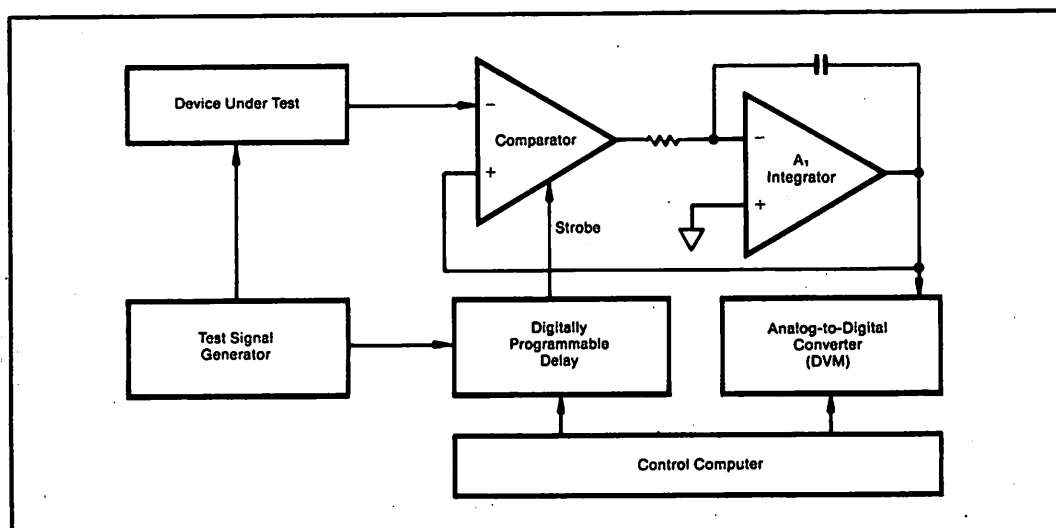 Device Under Test
−
Comparator
+
Strobe
−
A₁
Integrator
+
Test Signal
Generator
Digitally
Programmable
Delay
Analog-to-Digital
Converter
(DVM)
Control Computer